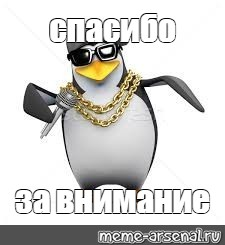 спасибо
за внимание
meme-arsenal.ru